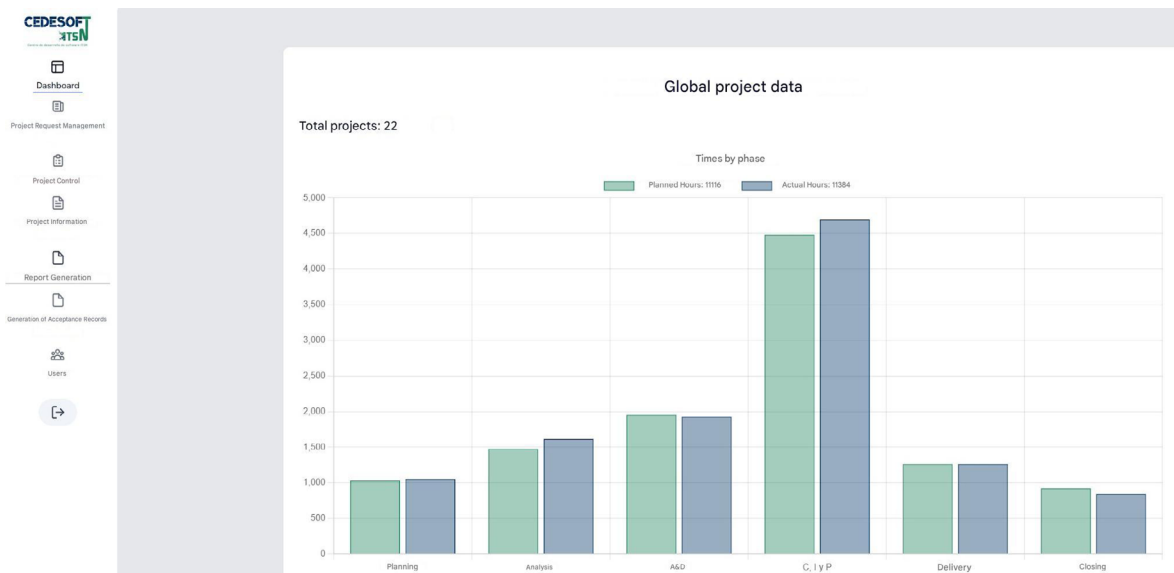 CEDESOFT
ITSN
Dashboard
Project Request Management
Project Control
Project Information
Report Generation
Generation of Acceptance Records
Users
Global project data
Total projects: 22
Times by phase
Planned Hours: 11116
Actual Hours: 11384
5,000
4,500
4,000
3,500
3,000
2,500
2,000
1,500
1,000
500
0
Planning
Analysis
A&D
C, I y P
Delivery
Closing